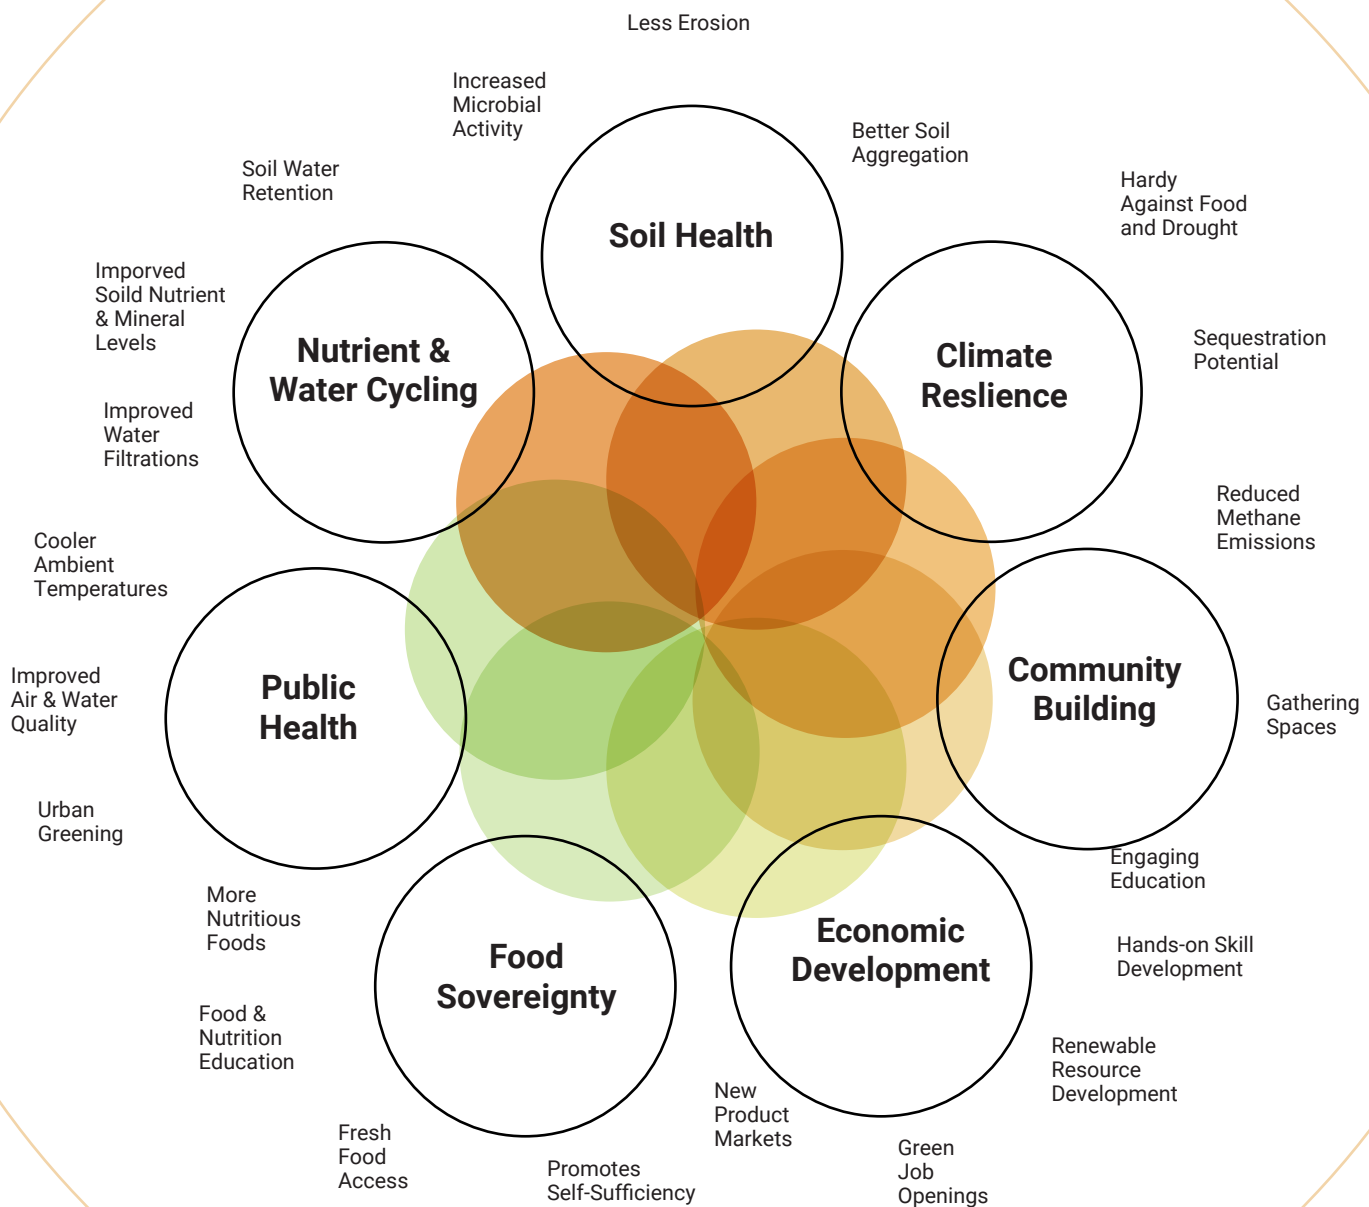 Less Erosion
Increased
Microbial
Activity
Better Soil
Aggregation
Soil Water
Retention
Hardy
Against Food
and Drought
Soil Health
Imporved
Soild Nutrient
& Mineral
Levels
Nutrient &
Water Cycling
Climate
Reslience
Sequestration
Potential
Improved
Water
Filtrations
Reduced
Methane
Emissions
Cooler
Ambient
Temperatures
Public
Health
Community
Building
Improved
Air & Water
Quality
Gathering
Spaces
Urban
Greening
Engaging
Education
More
Nutritious
Foods
Food
Sovereignty
Economic
Development
Hands-on Skill
Development
Food &
Nutrition
Education
Renewable
Resource
Development
New
Product
Markets
Fresh
Food
Access
Promotes
Self-Sufficiency
Green
Job
Openings